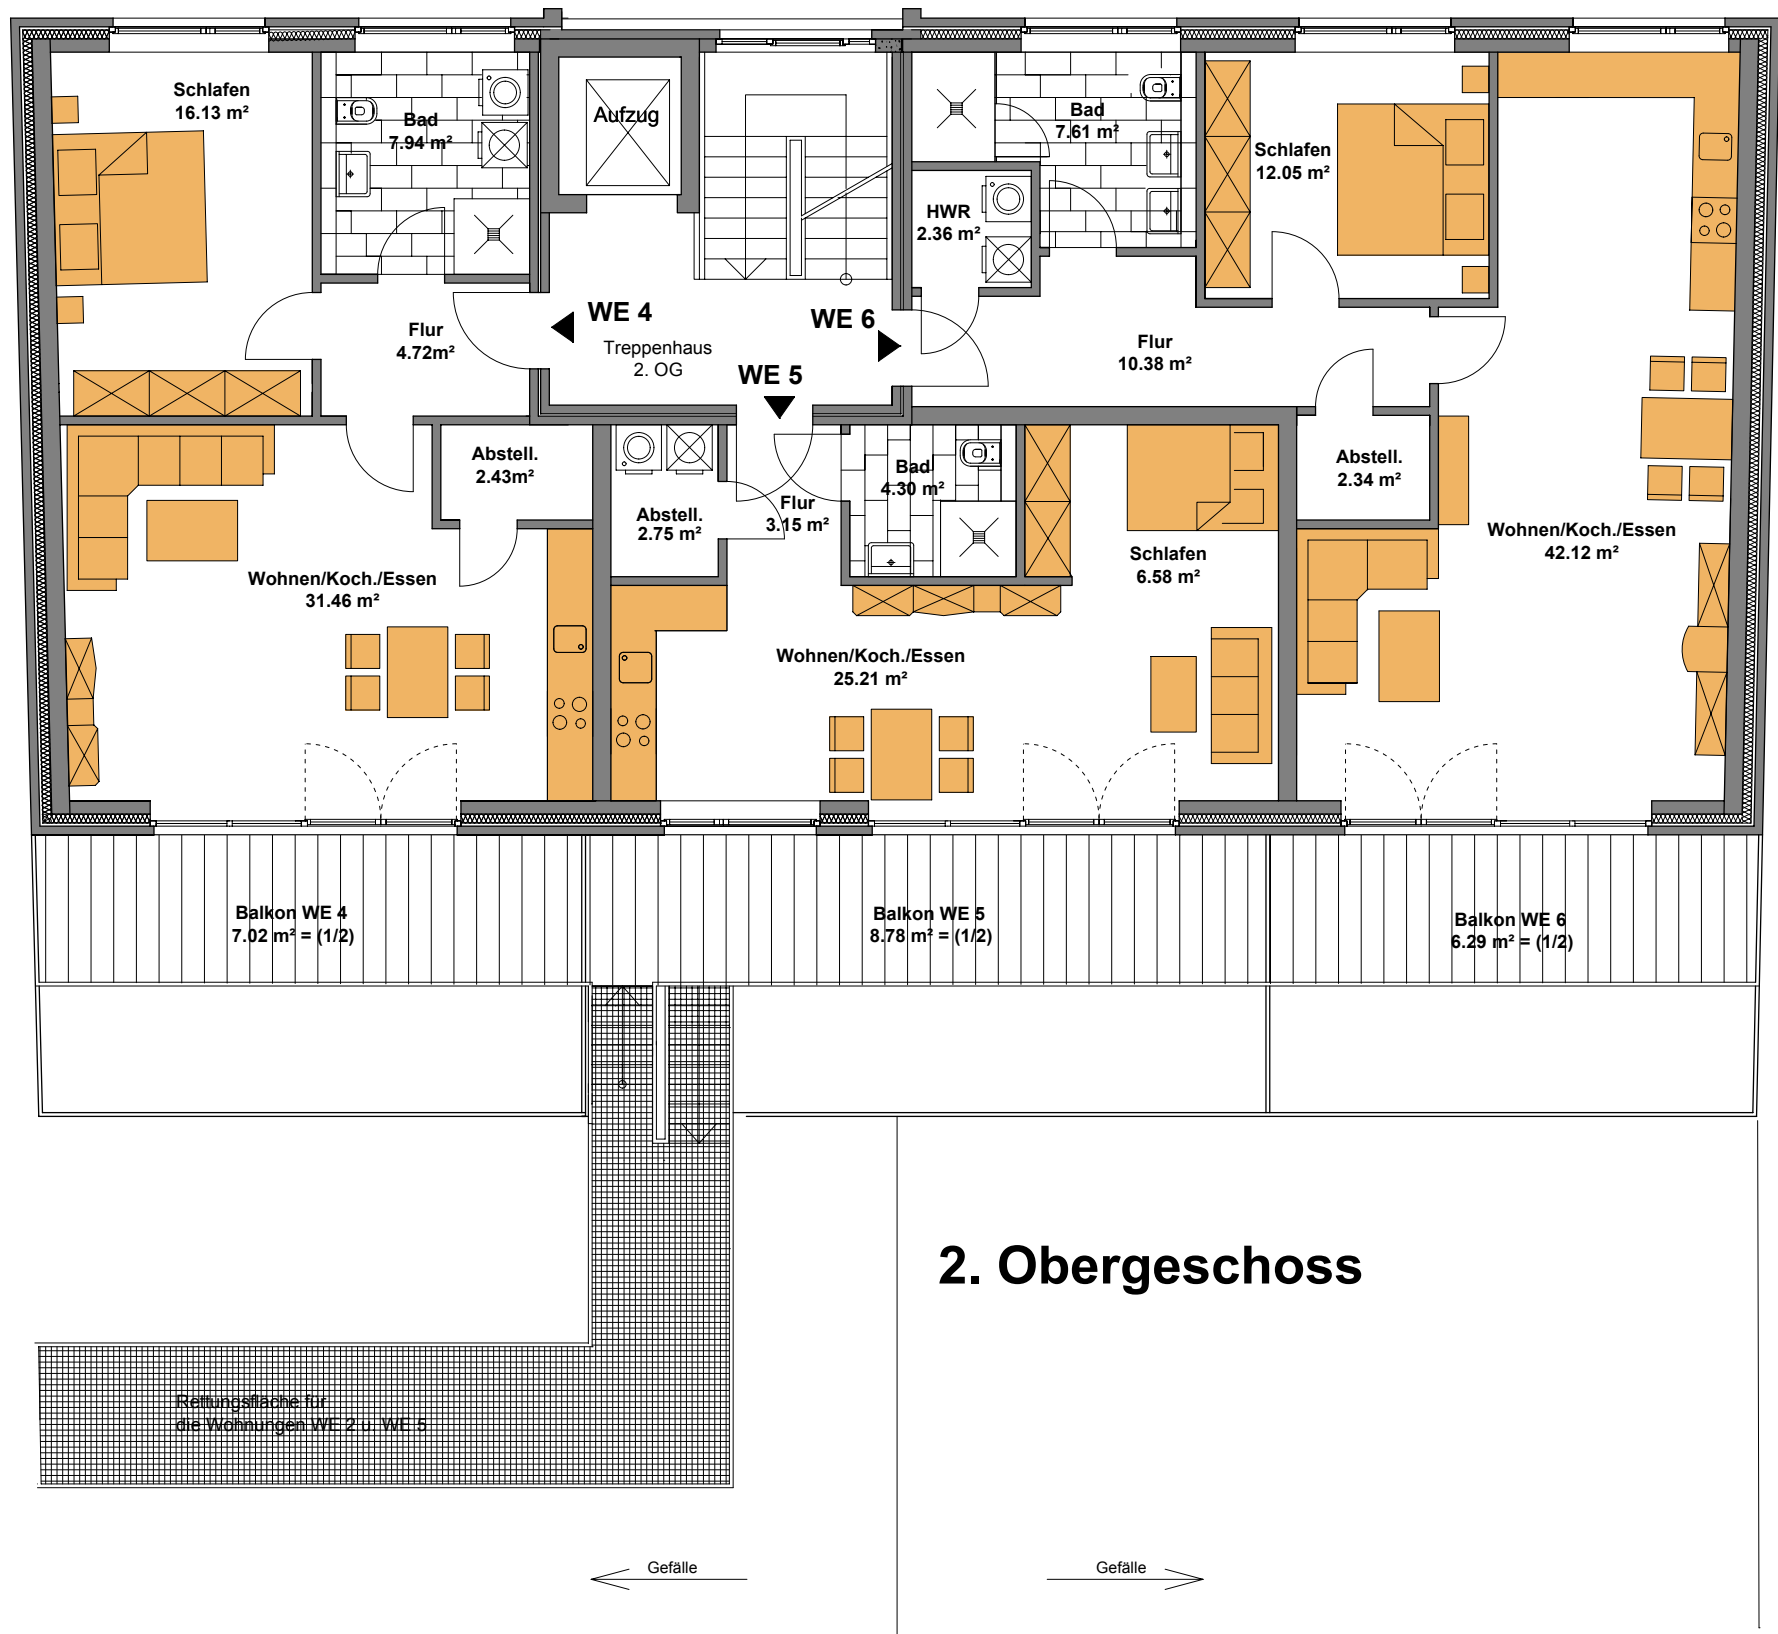 Schlafen
16.13 m²
Bad
7.94 m²
Aufzug
Bad
7.61 m²
Schlafen
12.05 m²
HWR
2.36 m²
Flur
4.72m²
WE 4
Treppenhaus
2. OG
WE 6
WE 5
Flur
10.38 m²
Abstell.
2.43m²
Abstell.
2.75 m²
Flur
3.15 m²
Bad
4.30 m²
Schlafen
6.58 m²
Abstell.
2.34 m²
Wohnen/Koch./Essen
42.12 m²
Wohnen/Koch./Essen
31.46 m²
Wohnen/Koch./Essen
25.21 m²
Balkon WE 4
7.02 m² = (1/2)
Balkon WE 5
8.78 m² = (1/2)
Balkon WE 6
6.29 m² = (1/2)
2. Obergeschoss
Rettungsfläche für
die Wohnungen WE 2 u. WE 5
Gefälle
Gefälle